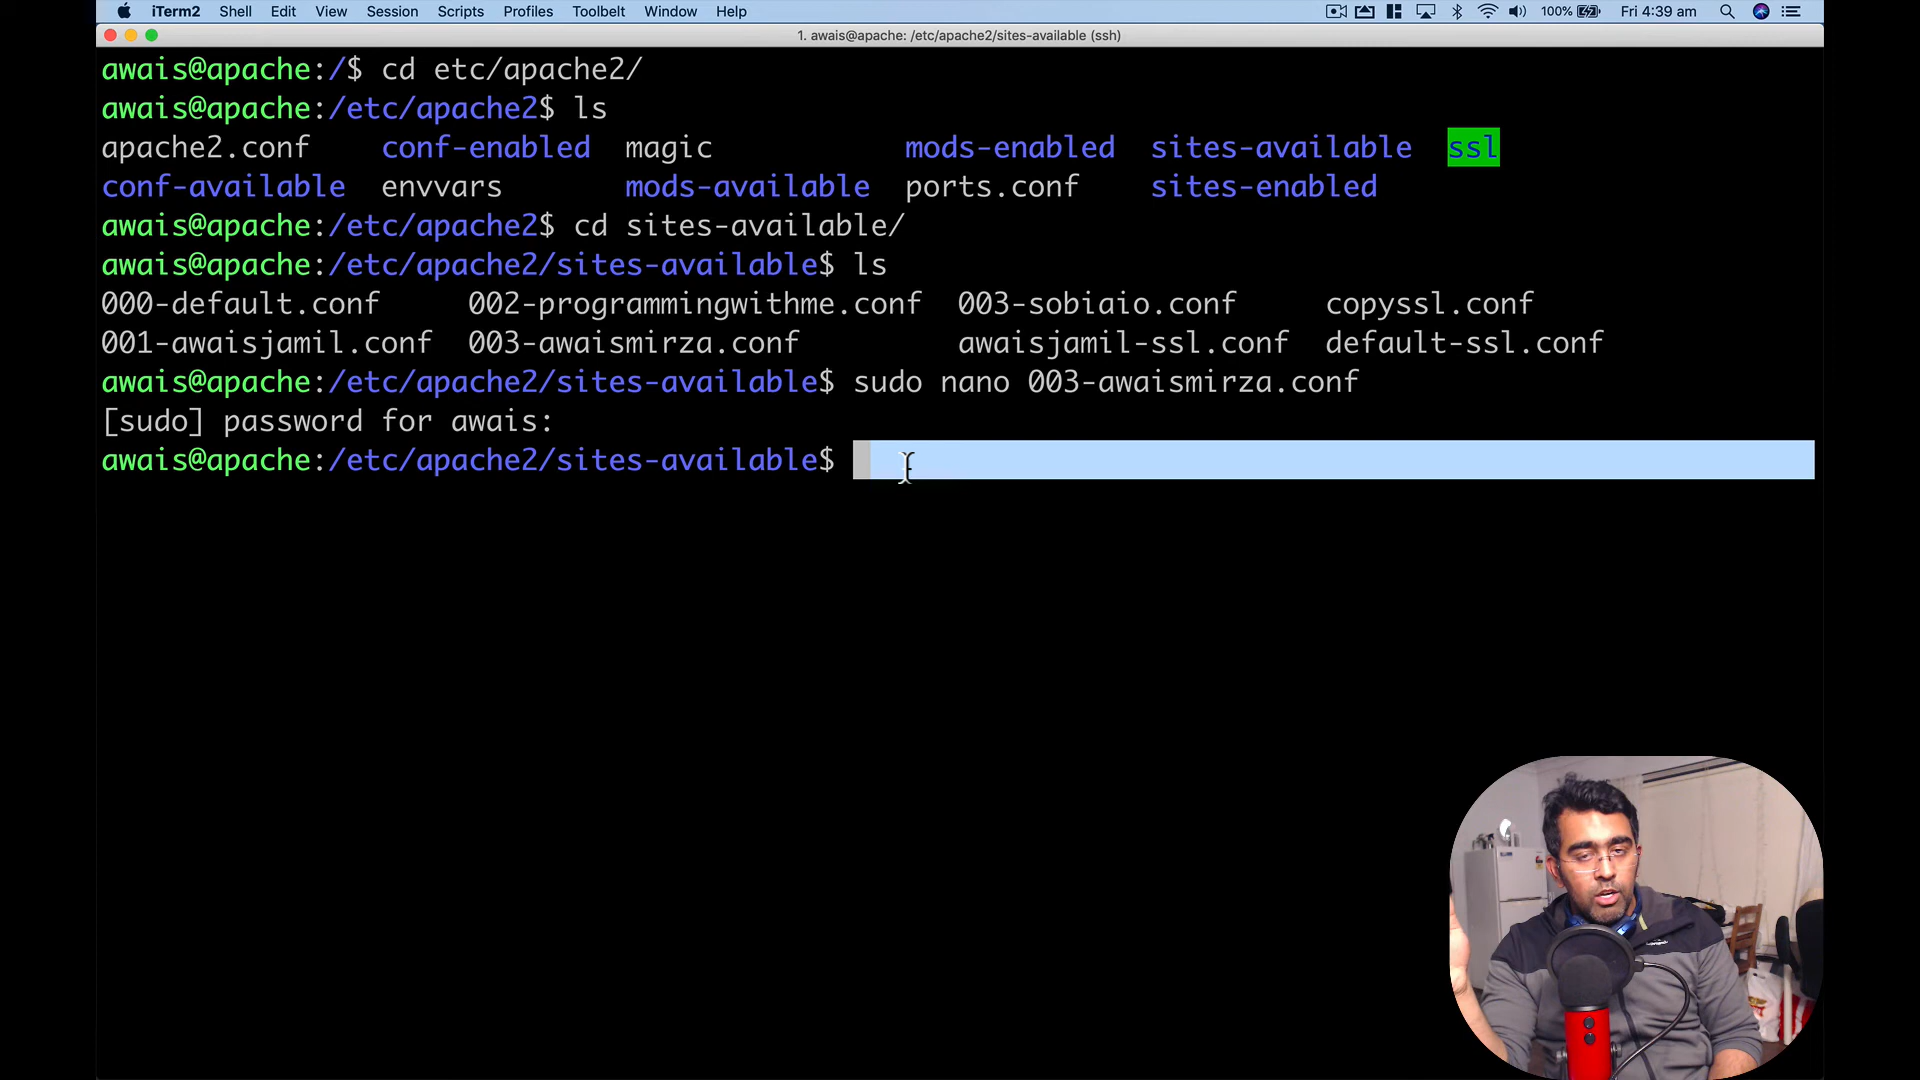 iTerm2 Shell Edit View Session Scripts Profiles Toolbelt Window Help 100% Fri 4:39 am
1. awais@apache: /etc/apache2/sites-available (ssh)
awais@apache:/$ cd etc/apache2/
awais@apache:/etc/apache2$ ls
apache2.conf conf-enabled magic mods-enabled sites-available ssl
conf-available envvars mods-available ports.conf sites-enabled
awais@apache:/etc/apache2$ cd sites-available/
awais@apache:/etc/apache2/sites-available$ ls
000-default.conf 002-programmingwithme.conf 003-sobiaio.conf copyssl.conf
001-awaisjamil.conf 003-awaismirza.conf awaisjamil-ssl.conf default-ssl.conf
awais@apache:/etc/apache2/sites-available$ sudo nano 003-awaismirza.conf
[sudo] password for awais:
awais@apache:/etc/apache2/sites-available$